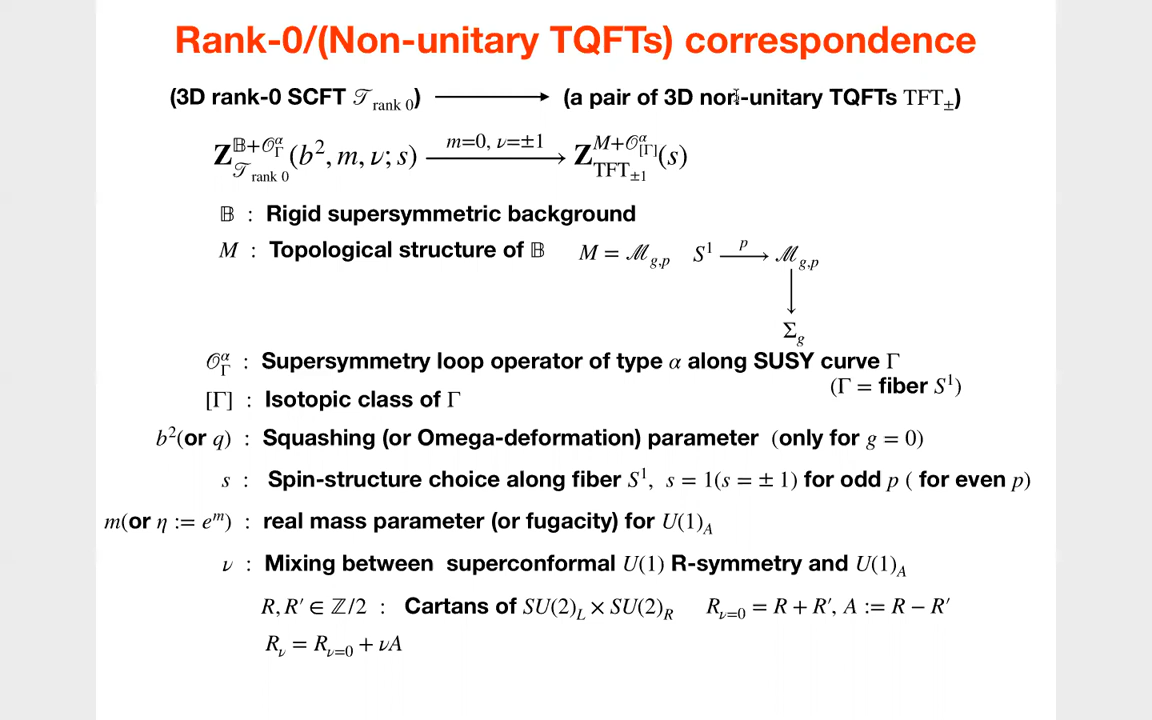 Rank-0/(Non-unitary TQFTs) correspondence
(3D rank-0 SCFT 𝒯_{rank 0}) ⟶ (a pair of 3D non-unitary TQFTs TFT_±)
Z^{𝔹+𝒪^α_Γ}_{𝒯_{rank 0}}(b², m, ν; s) —m=0, ν=±1→ Z^{M+𝒪^α_{[Γ]}}_{TFT_{±1}}(s)
𝔹 : Rigid supersymmetric background
M : Topological structure of 𝔹 M = ℳ_{g,p} S¹ —p→ ℳ_{g,p}
↓
Σ_g
𝒪^α_Γ : Supersymmetry loop operator of type α along SUSY curve Γ
(Γ = fiber S¹)
[Γ] : Isotopic class of Γ
b²(or q) : Squashing (or Omega-deformation) parameter (only for g = 0)
s : Spin-structure choice along fiber S¹, s = 1(s = ± 1) for odd p ( for even p)
m(or η := e^m) : real mass parameter (or fugacity) for U(1)_A
ν : Mixing between superconformal U(1) R-symmetry and U(1)_A
R, R′ ∈ ℤ/2 : Cartans of SU(2)_L × SU(2)_R R_{ν=0} = R + R′, A := R − R′
R_ν = R_{ν=0} + νA